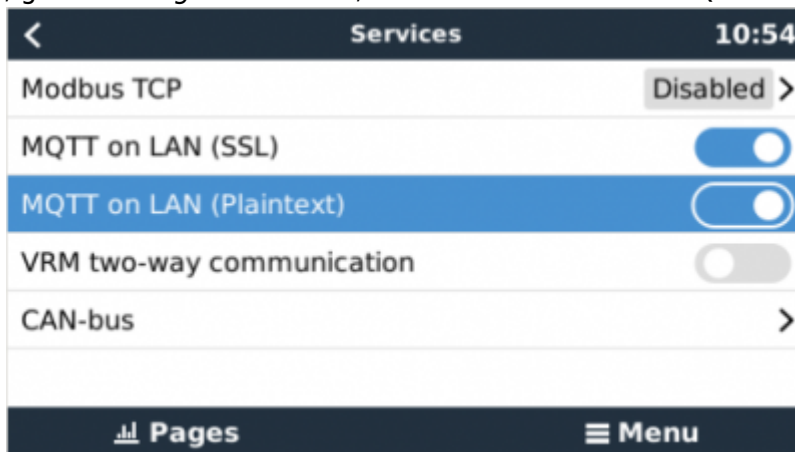 Services 10:54
Modbus TCP Disabled
MQTT on LAN (SSL)
MQTT on LAN (Plaintext)
VRM two-way communication
CAN-bus
Pages Menu